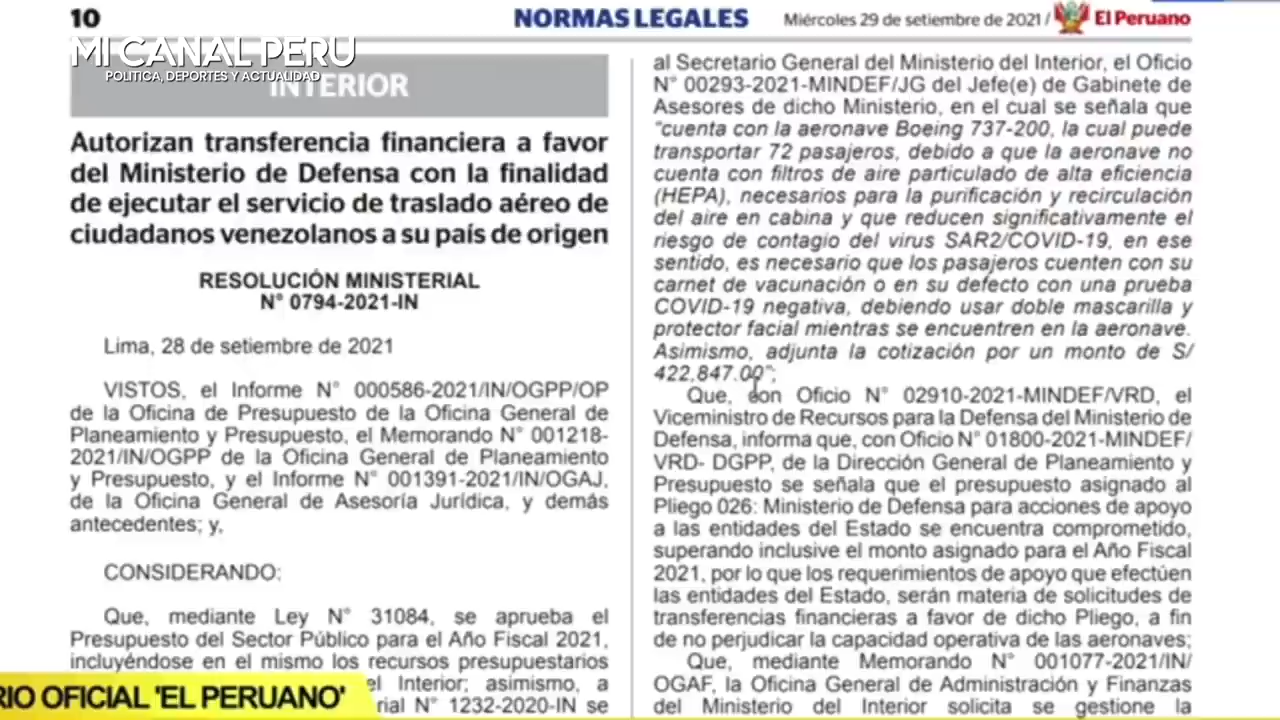 10
NORMAS LEGALES
Miércoles 29 de setiembre de 2021 /
El Peruano
MI CANAL PERU
POLITICA, DEPORTES Y ACTUALIDAD
INTERIOR
Autorizan transferencia financiera a favor
del Ministerio de Defensa con la finalidad
de ejecutar el servicio de traslado aéreo de
ciudadanos venezolanos a su país de origen
RESOLUCIÓN MINISTERIAL
N° 0794-2021-IN
Lima, 28 de setiembre de 2021
VISTOS, el Informe N° 000586-2021/IN/OGPP/OP
de la Oficina de Presupuesto de la Oficina General de
Planeamiento y Presupuesto, el Memorando N° 001218-
2021/IN/OGPP de la Oficina General de Planeamiento
y Presupuesto, y el Informe N° 001391-2021/IN/OGAJ,
de la Oficina General de Asesoría Jurídica, y demás
antecedentes; y,
CONSIDERANDO:
Que, mediante Ley N° 31084, se aprueba el
Presupuesto del Sector Público para el Año Fiscal 2021,
incluyéndose en el mismo los recursos presupuestarios
el Interior; asimismo, a
rial N° 1232-2020-IN se
al Secretario General del Ministerio del Interior, el Oficio
N° 00293-2021-MINDEF/JG del Jefe(e) de Gabinete de
Asesores de dicho Ministerio, en el cual se señala que
“cuenta con la aeronave Boeing 737-200, la cual puede
transportar 72 pasajeros, debido a que la aeronave no
cuenta con filtros de aire particulado de alta eficiencia
(HEPA), necesarios para la purificación y recirculación
del aire en cabina y que reducen significativamente el
riesgo de contagio del virus SAR2/COVID-19, en ese
sentido, es necesario que los pasajeros cuenten con su
carnet de vacunación o en su defecto con una prueba
COVID-19 negativa, debiendo usar doble mascarilla y
protector facial mientras se encuentren en la aeronave.
Asimismo, adjunta la cotización por un monto de S/
422,847.00”;
Que, con Oficio N° 02910-2021-MINDEF/VRD, el
Viceministro de Recursos para la Defensa del Ministerio de
Defensa, informa que, con Oficio N° 01800-2021-MINDEF/
VRD- DGPP, de la Dirección General de Planeamiento y
Presupuesto se señala que el presupuesto asignado al
Pliego 026: Ministerio de Defensa para acciones de apoyo
a las entidades del Estado se encuentra comprometido,
superando inclusive el monto asignado para el Año Fiscal
2021, por lo que los requerimientos de apoyo que efectúen
las entidades del Estado, serán materia de solicitudes de
transferencias financieras a favor de dicho Pliego, a fin
de no perjudicar la capacidad operativa de las aeronaves;
Que, mediante Memorando N° 001077-2021/IN/
OGAF, la Oficina General de Administración y Finanzas
del Ministerio del Interior solicita se gestione la
RIO OFICIAL 'EL PERUANO'